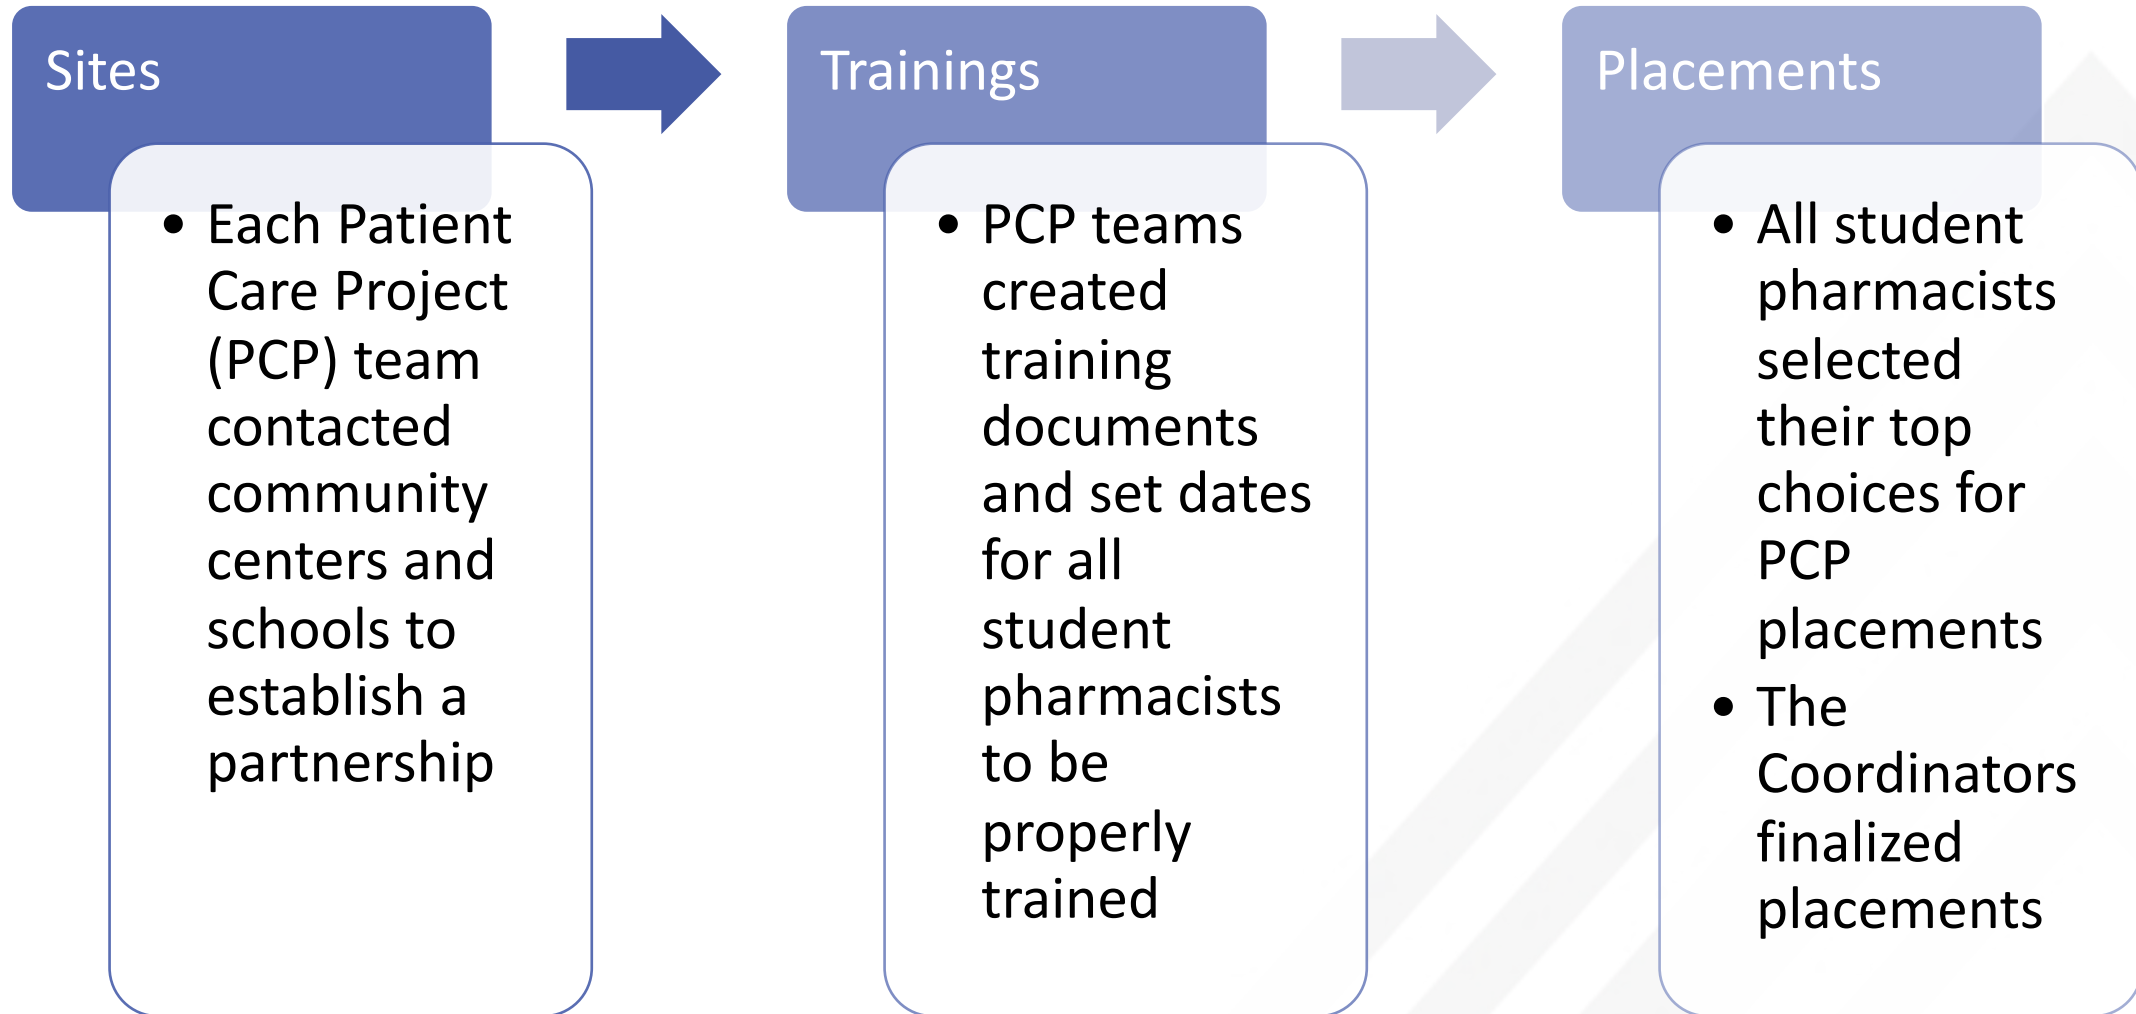 Sites
• Each Patient
Care Project
(PCP) team
contacted
community
centers and
schools to
establish a
partnership
Trainings
• PCP teams
created
training
documents
and set dates
for all
student
pharmacists
to be
properly
trained
Placements
• All student
pharmacists
selected
their top
choices for
PCP
placements
• The
Coordinators
finalized
placements